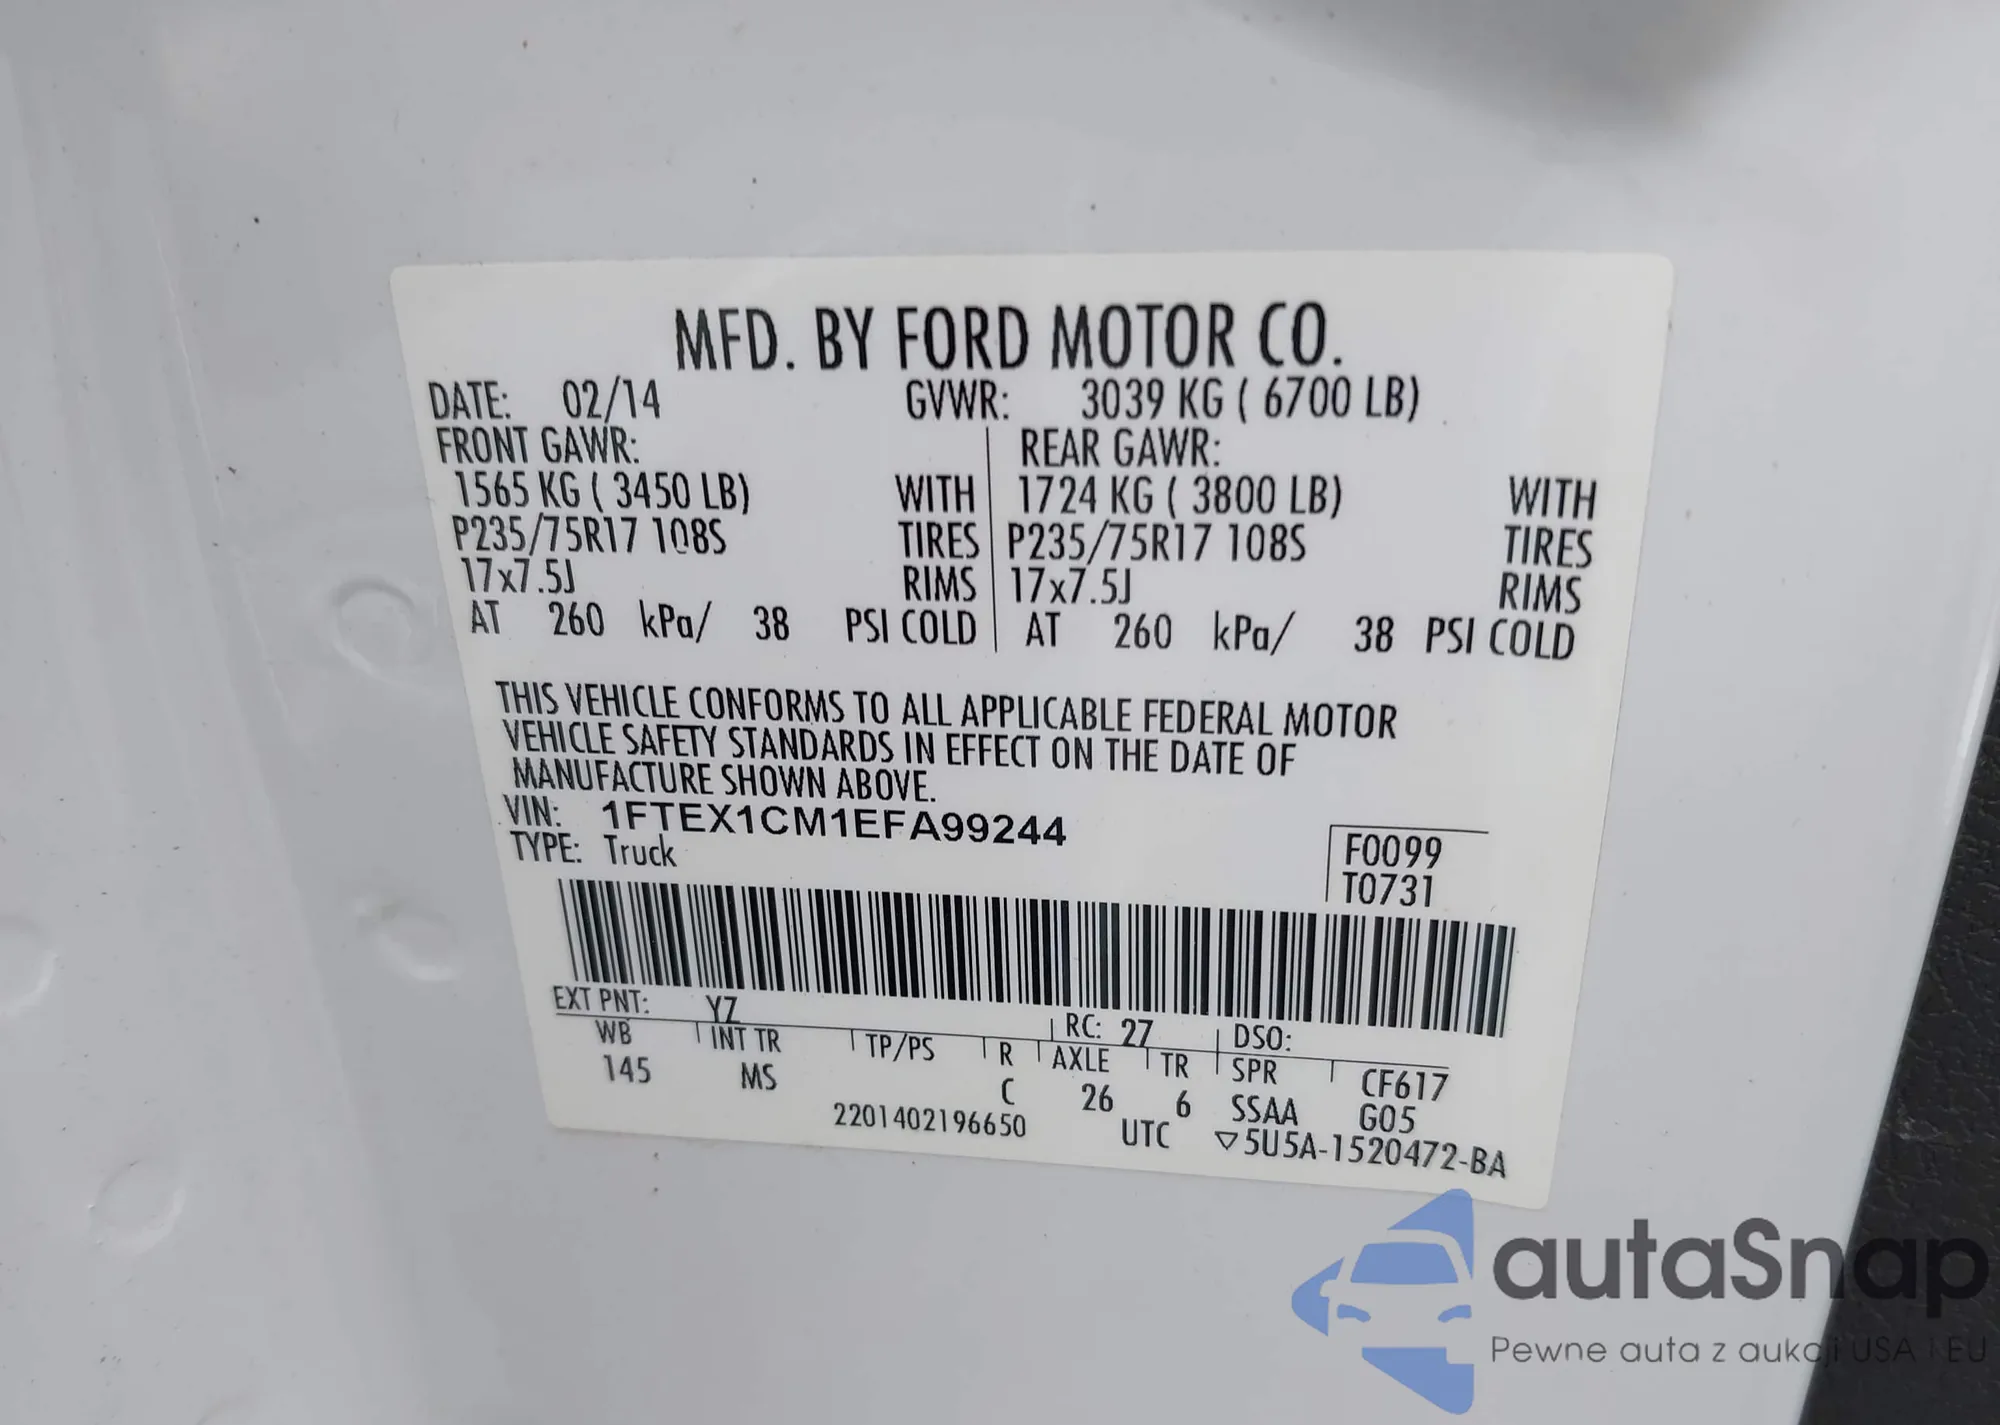 MFD. BY FORD MOTOR CO.
DATE: 02/14 GVWR: 3039 KG ( 6700 LB)
FRONT GAWR: REAR GAWR:
1565 KG ( 3450 LB) WITH 1724 KG ( 3800 LB) WITH
P235/75R17 108S TIRES P235/75R17 108S TIRES
17x7.5J RIMS 17x7.5J RIMS
AT 260 kPa/ 38 PSI COLD AT 260 kPa/ 38 PSI COLD
THIS VEHICLE CONFORMS TO ALL APPLICABLE FEDERAL MOTOR
VEHICLE SAFETY STANDARDS IN EFFECT ON THE DATE OF
MANUFACTURE SHOWN ABOVE.
VIN: 1FTEX1CM1EFA99244
TYPE: Truck
F0099
T0731
EXT PNT: YZ RC: 27 DSO:
WB INT TR TP/PS R AXLE TR SPR CF617
145 MS C 26 6 SSAA G05
2201402196650 UTC ▽5U5A-1520472-BA
autaSnap
Pewne auta z aukcji USA i EU